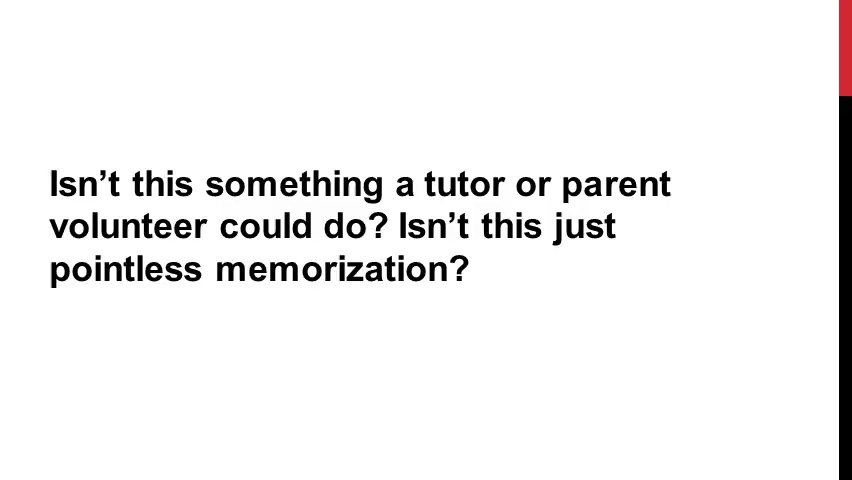 Isn’t this something a tutor or parent
volunteer could do? Isn’t this just
pointless memorization?